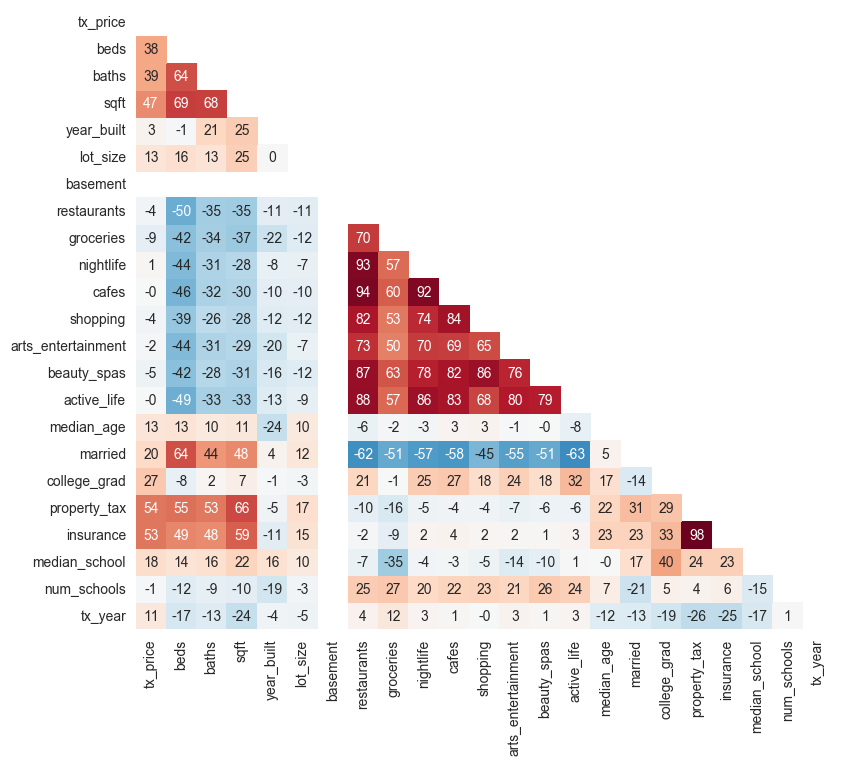 tx_price
beds 38
baths 39 64
sqft 47 69 68
year_built 3 -1 21 25
lot_size 13 16 13 25 0
basement
restaurants -4 -50 -35 -35 -11 -11
groceries -9 -42 -34 -37 -22 -12 70
nightlife 1 -44 -31 -28 -8 -7 93 57
cafes -0 -46 -32 -30 -10 -10 94 60 92
shopping -4 -39 -26 -28 -12 -12 82 53 74 84
arts_entertainment -2 -44 -31 -29 -20 -7 73 50 70 69 65
beauty_spas -5 -42 -28 -31 -16 -12 87 63 78 82 86 76
active_life -0 -49 -33 -33 -13 -9 88 57 86 83 68 80 79
median_age 13 13 10 11 -24 10 -6 -2 -3 3 3 -1 -0 -8
married 20 64 44 48 4 12 -62 -51 -57 -58 -45 -55 -51 -63 5
college_grad 27 -8 2 7 -1 -3 21 -1 25 27 18 24 18 32 17 -14
property_tax 54 55 53 66 -5 17 -10 -16 -5 -4 -4 -7 -6 -6 22 31 29
insurance 53 49 48 59 -11 15 -2 -9 2 4 2 2 1 3 23 23 33 98
median_school 18 14 16 22 16 10 -7 -35 -4 -3 -5 -14 -10 1 -0 17 40 24 23
num_schools -1 -12 -9 -10 -19 -3 25 27 20 22 23 21 26 24 7 -21 5 4 6 -15
tx_year 11 -17 -13 -24 -4 -5 4 12 3 1 -0 3 1 3 -12 -13 -19 -26 -25 -17 1
tx_price
beds
baths
sqft
year_built
lot_size
basement
restaurants
groceries
nightlife
cafes
shopping
arts_entertainment
beauty_spas
active_life
median_age
married
college_grad
property_tax
insurance
median_school
num_schools
tx_year